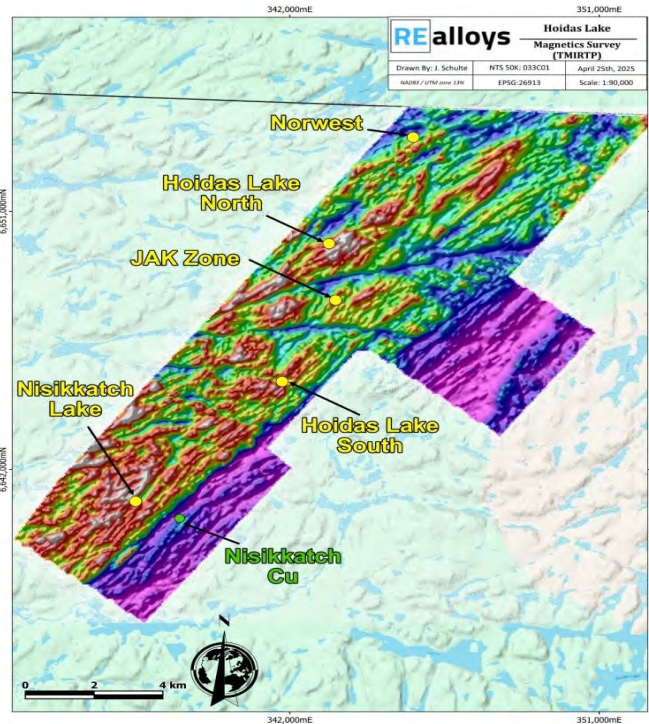 342,000mE
351,000mE
REalloys
Hoidas Lake
Magnetics Survey
(TMIRTP)
Drawn By: J. Schulte
NTS 50K: 033C01
April 25th, 2025
NAD83 / UTM zone 13N
EPSG:26913
Scale: 1:90,000
Norwest
Hoidas Lake
North
6,651,000mN
JAK Zone
Nisikkatch
Lake
Hoidas Lake
South
6,642,000mN
Nisikkatch
Cu
N
0 2 4 km
342,000mE
351,000mE